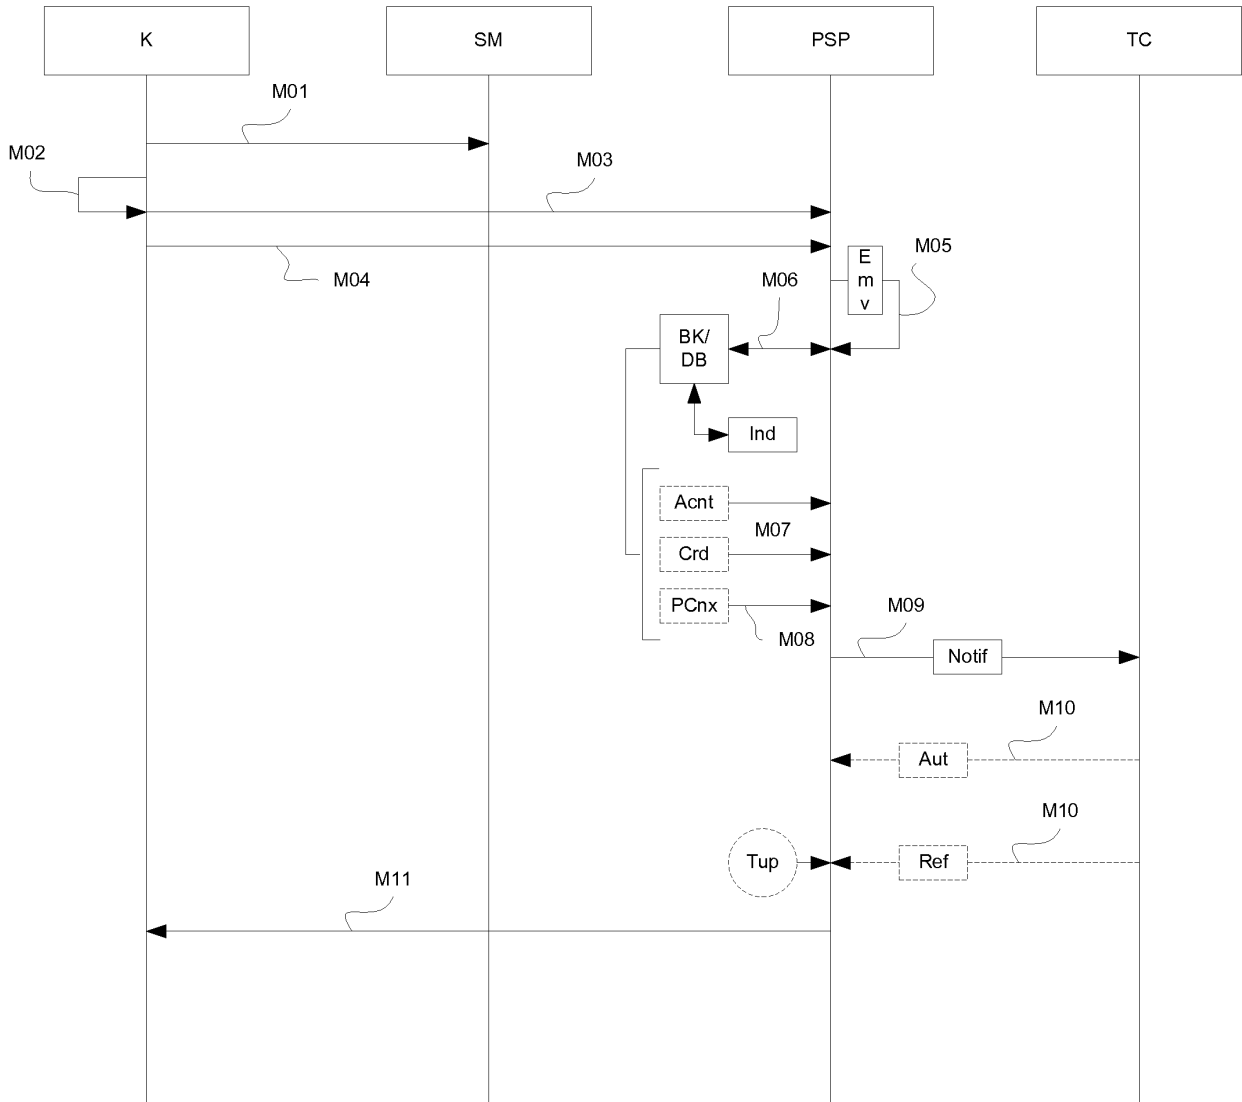 K
SM
PSP
TC
M01
M02
M03
M04
E
m
v
M05
M06
BK/
DB
Ind
Acnt
M07
Crd
PCnx
M08
M09
Notif
M10
Aut
M10
Tup
Ref
M11